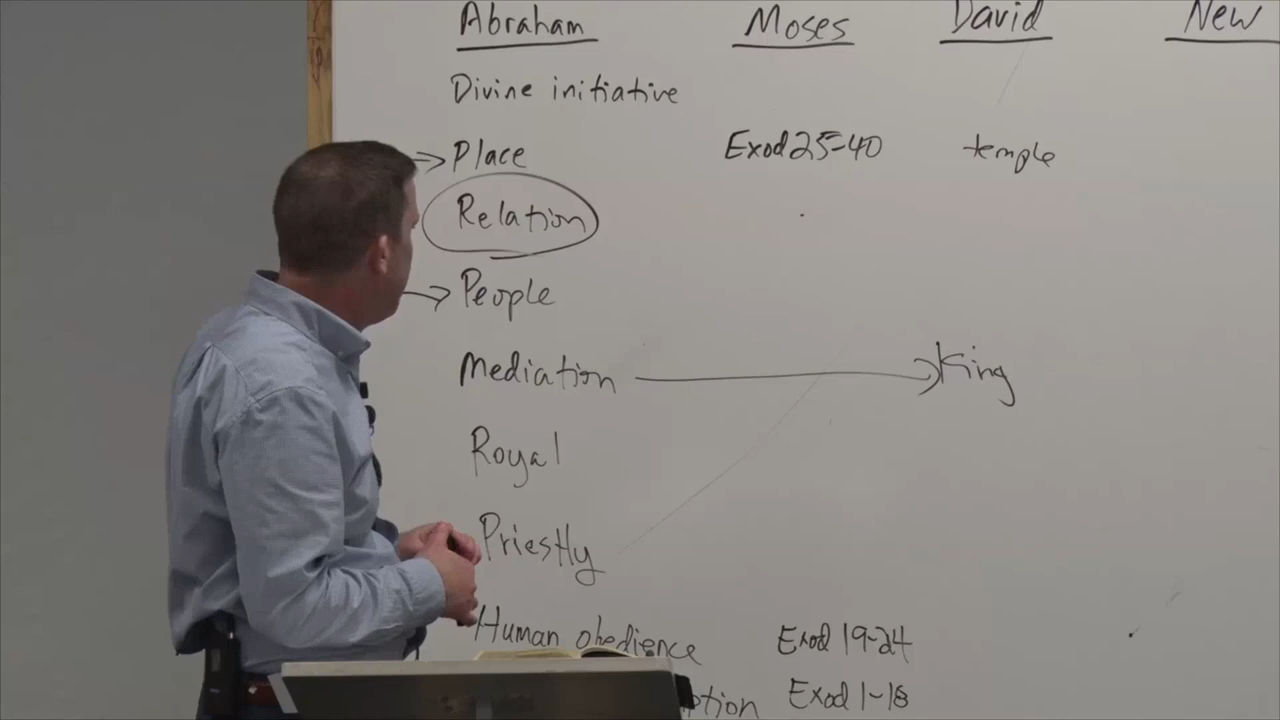 Abraham Moses David New
Divine initiative
Place Exod 25-40 temple
Relation
People
Mediation King
Royal
Priestly
Human obedience Exod 19-24
Exod 1-18